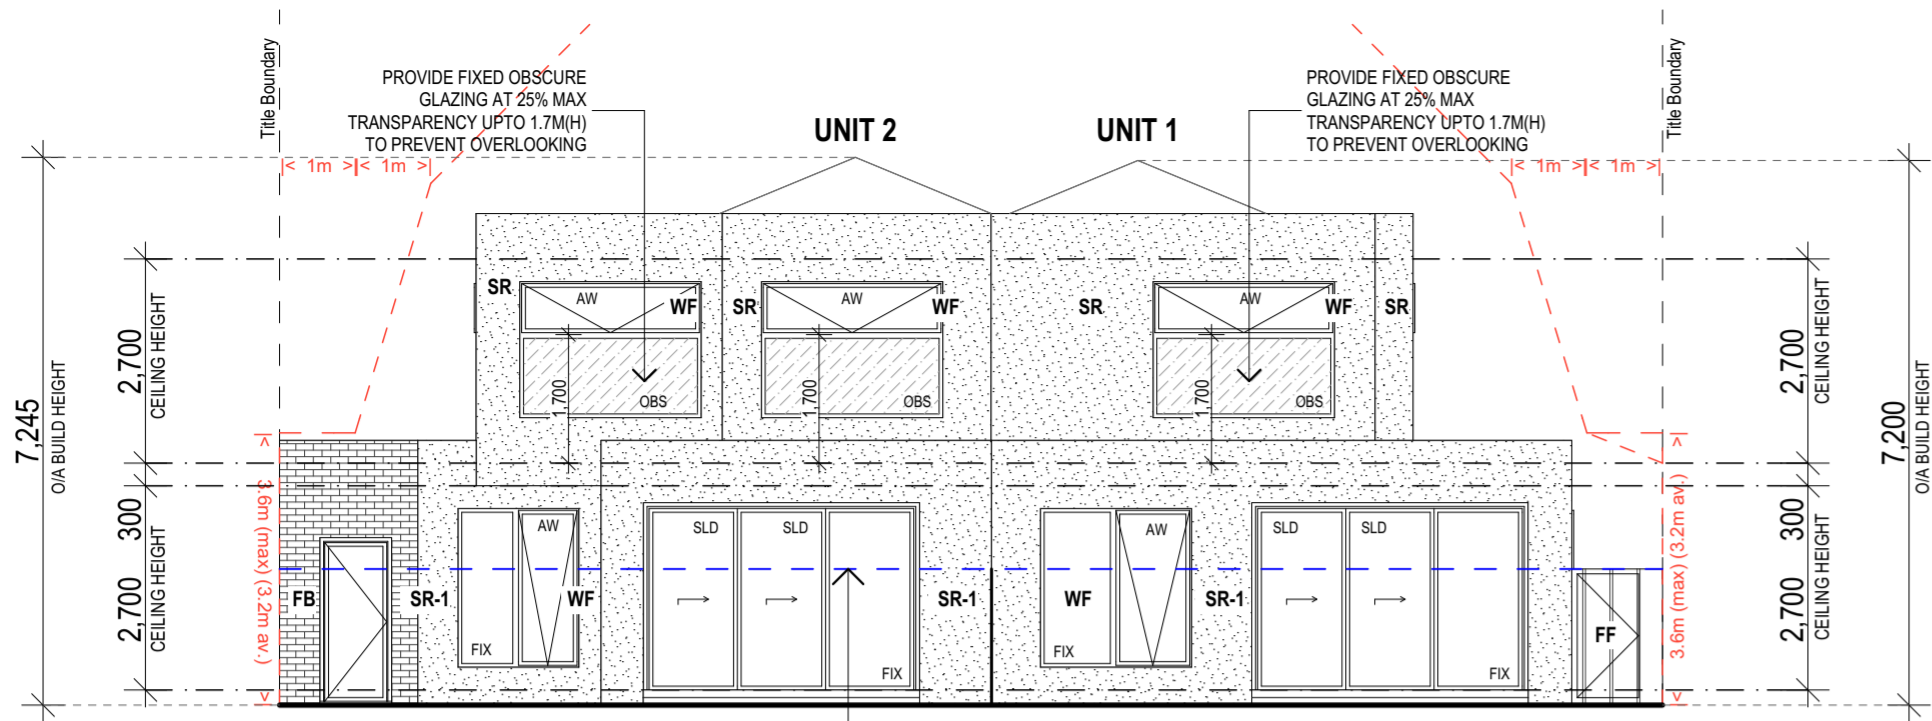 Title Boundary
PROVIDE FIXED OBSCURE
GLAZING AT 25% MAX
TRANSPARENCY UPTO 1.7M(H)
TO PREVENT OVERLOOKING
UNIT 2
UNIT 1
PROVIDE FIXED OBSCURE
GLAZING AT 25% MAX
TRANSPARENCY UPTO 1.7M(H)
TO PREVENT OVERLOOKING
Title Boundary
1m
1m
1m
1m
7,245
O/A BUILD HEIGHT
2,700
CEILING HEIGHT
300
2,700
CEILING HEIGHT
3.6m (max) (3.2m av.)
SR
AW
WF
SR
AW
WF
SR
AW
WF
SR
1,700
OBS
1,700
OBS
1,700
OBS
2,700
CEILING HEIGHT
300
2,700
CEILING HEIGHT
7,200
O/A BUILD HEIGHT
3.6m (max) (3.2m av.)
FB
SR-1
AW
WF
FIX
SLD
SLD
FIX
SR-1
WF
AW
FIX
SR-1
SLD
SLD
FIX
FF